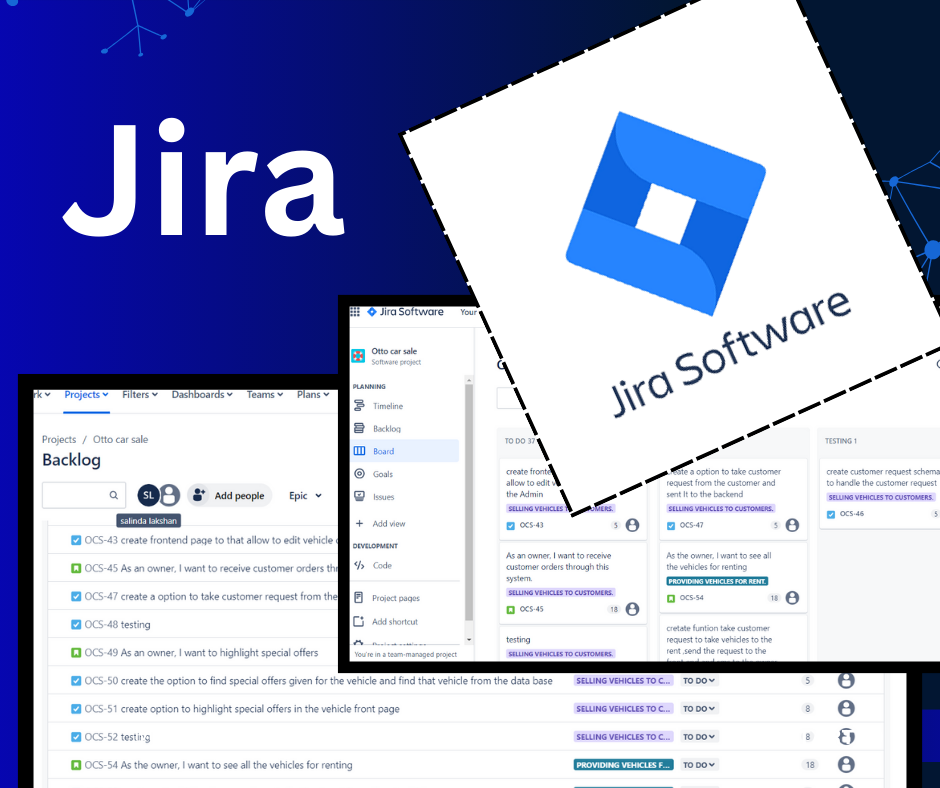 Jira
Jira Software
Jira Software
Your
Otto car sale
Software project
PLANNING
Timeline
Backlog
Board
Goals
Issues
Add view
DEVELOPMENT
Code
Project pages
Add shortcut
Project settings
You're in a team-managed project
TO DO 37
create
allow to edit
the Admin
SELLING VEHICLES TO CUSTOMERS.
OCS-43
5
As an owner, I want to receive
customer orders through this
system.
SELLING VEHICLES TO CUSTOMERS.
OCS-45
18
testing
SELLING VEHICLES TO CUSTOMERS.
create a option to take customer
request from the customer and
sent It to the backend
SELLING VEHICLES TO CUSTOMERS.
OCS-47
5
As the owner, I want to see all
the vehicles for renting
PROVIDING VEHICLES FOR RENT.
OCS-54
18
cretate funtion take customer
request to take vehicles to the
rent ,send the request to the
TESTING 1
create customer request schema
to handle the customer request
SELLING VEHICLES TO CUSTOMERS.
OCS-46
5
rk
Projects
Filters
Dashboards
Teams
Plans
Projects / Otto car sale
Backlog
SL
Add people
Epic
salinda lakshan
OCS-43 create frontend page to that allow to edit vehicle
OCS-45 As an owner, I want to receive customer orders
OCS-47 create a option to take customer request from the
OCS-48 testing
OCS-49 As an owner, I want to highlight special offers
OCS-50 create the option to find special offers given for the vehicle and find that vehicle from the data base SELLING VEHICLES TO C... TO DO 5
OCS-51 create option to highlight special offers in the vehicle front page SELLING VEHICLES TO C... TO DO 8
OCS-52 testing SELLING VEHICLES TO C... TO DO 8
OCS-54 As the owner, I want to see all the vehicles for renting PROVIDING VEHICLES F... TO DO 18